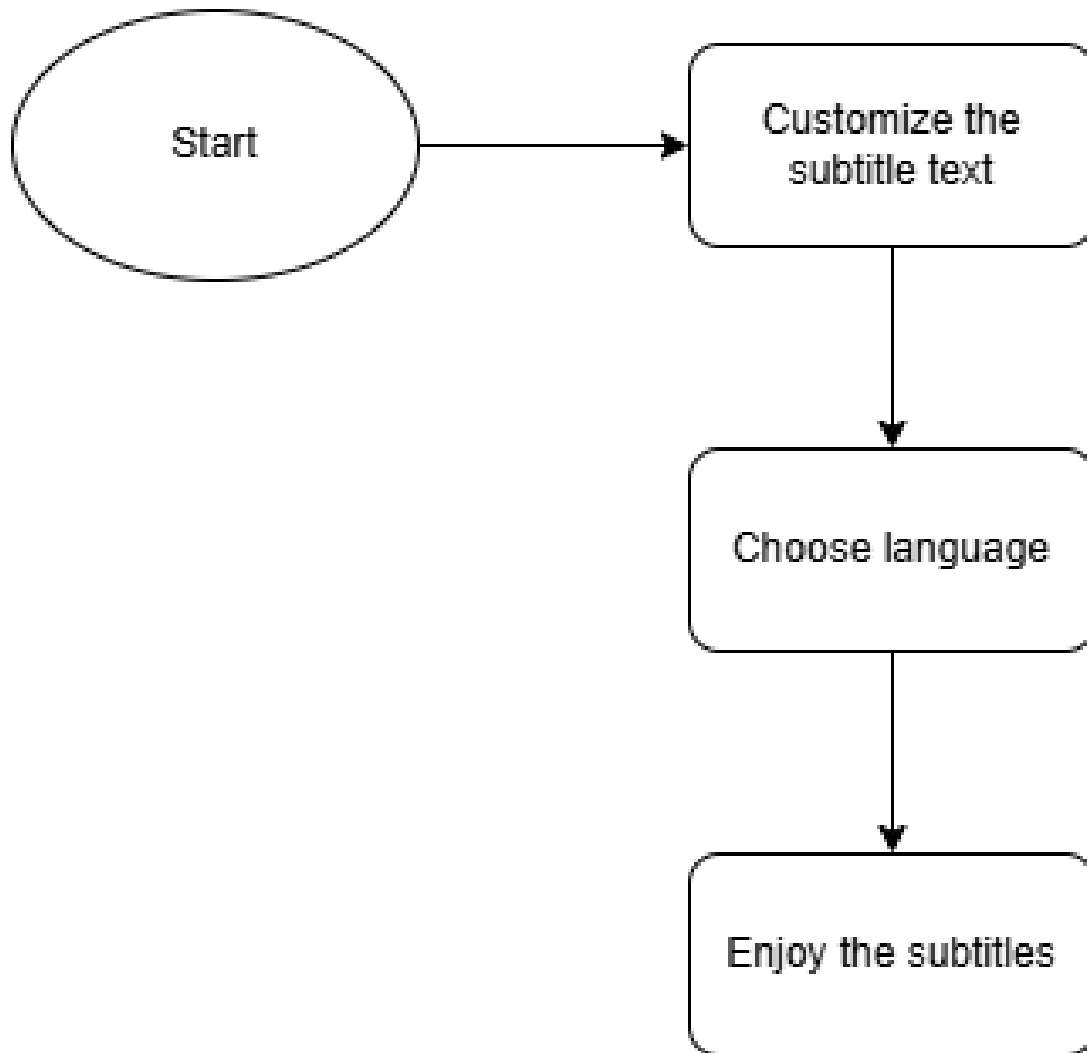 Start
Customize the
subtitle text
Choose language
Enjoy the subtitles